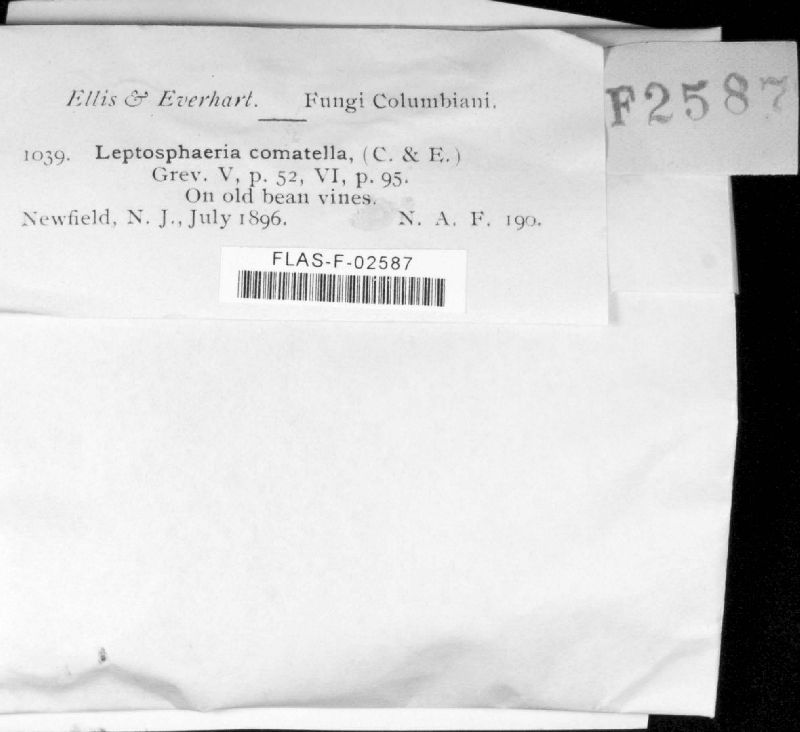 Ellis & Everhart. Fungi Columbiani.
F2587
1039. Leptosphaeria comatella, (C. & E.)
Grev. V, p. 52, VI, p. 95.
On old bean vines.
Newfield, N. J., July 1896. N. A. F. 190.
FLAS-F-02587